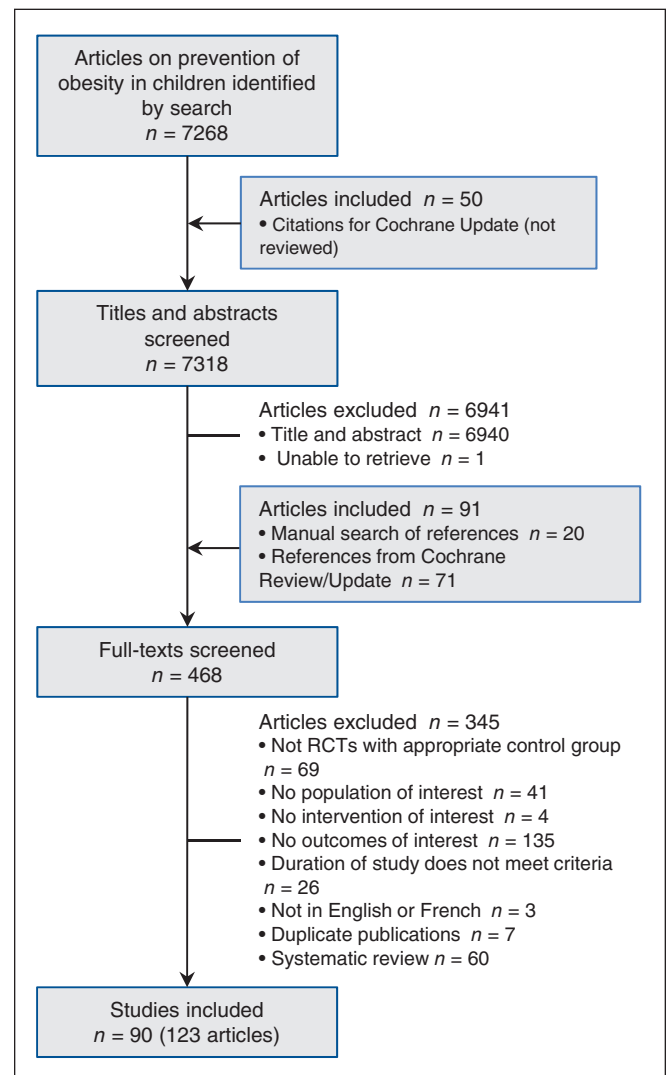 Articles on prevention of
obesity in children identified
by search
n = 7268
Articles included n = 50
• Citations for Cochrane Update (not
reviewed)
Titles and abstracts
screened
n = 7318
Articles excluded n = 6941
• Title and abstract n = 6940
• Unable to retrieve n = 1
Articles included n = 91
• Manual search of references n = 20
• References from Cochrane
Review/Update n = 71
Full-texts screened
n = 468
Articles excluded n = 345
• Not RCTs with appropriate control group
n = 69
• No population of interest n = 41
• No intervention of interest n = 4
• No outcomes of interest n = 135
• Duration of study does not meet criteria
n = 26
• Not in English or French n = 3
• Duplicate publications n = 7
• Systematic review n = 60
Studies included
n = 90 (123 articles)